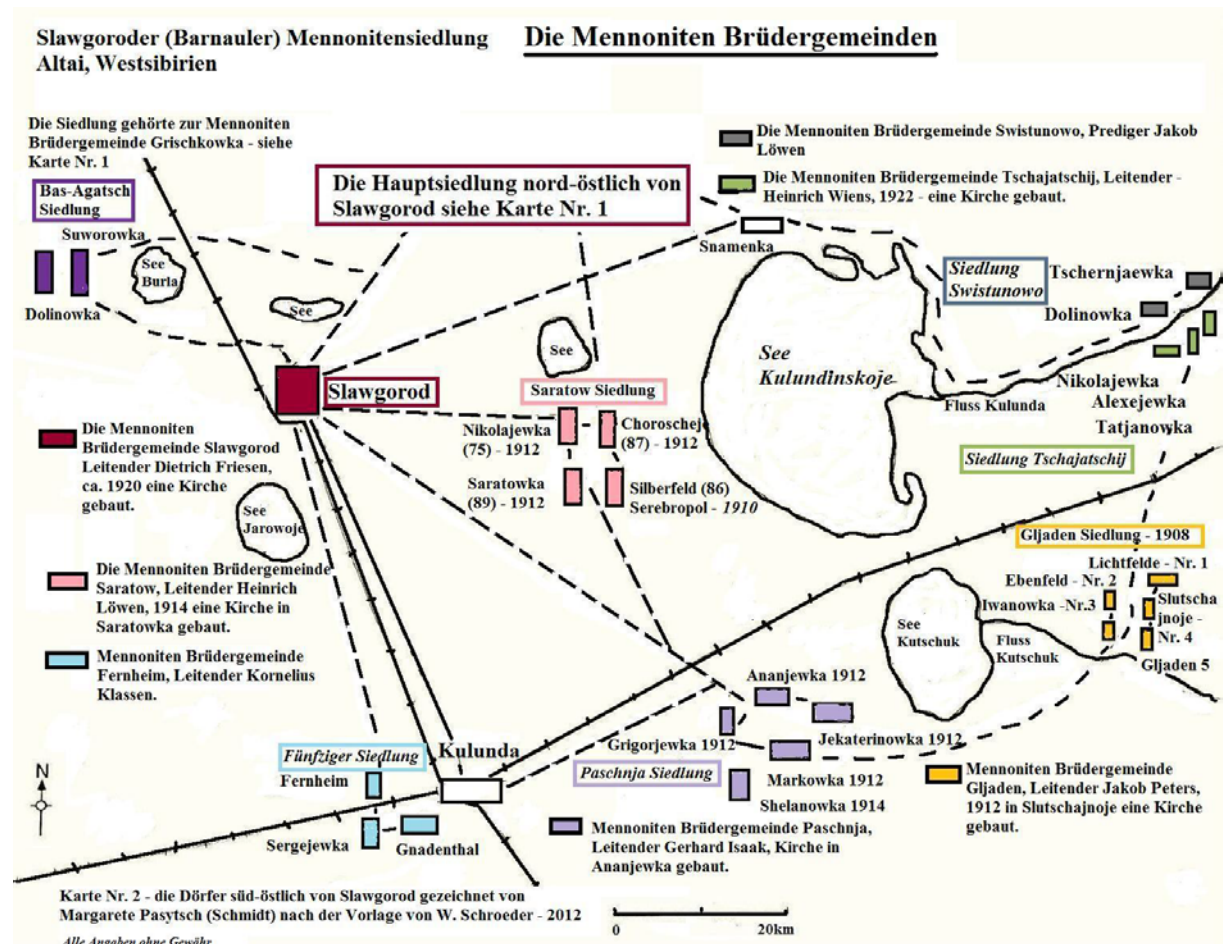 Slawgoroder (Barnauler) Mennonitensiedlung
Altai, Westsibirien
Die Mennoniten Brüdergemeinden
Die Siedlung gehörte zur Mennoniten
Brüdergemeinde Grischkowka - siehe
Karte Nr. 1
Bas-Agatsch
Siedlung
Suworowka
See
Burla
Dolinowka
See
Die Hauptsiedlung nord-östlich von
Slawgorod siehe Karte Nr. 1
Die Mennoniten Brüdergemeinde Swistunowo, Prediger Jakob
Löwen
Die Mennoniten Brüdergemeinde Tschajatschij, Leitender -
Heinrich Wiens, 1922 - eine Kirche gebaut.
Snamenka
Siedlung
Swistunowo
Tschernjaewka
Dolinowka
See
See
Kulundinskoje
Fluss Kulunda
Nikolajewka
Alexejewka
Tatjanowka
Siedlung Tschajatschij
Slawgorod
Saratow Siedlung
Nikolajewka
(75) - 1912
Choroscheje
(87) - 1912
Saratowka
(89) - 1912
Silberfeld (86)
Serebropol - 1910
Die Mennoniten
Brüdergemeinde Slawgorod
Leitender Dietrich Friesen,
ca. 1920 eine Kirche
gebaut.
See
Jarowoje
Die Mennoniten Brüdergemeinde
Saratow, Leitender Heinrich
Löwen, 1914 eine Kirche in
Saratowka gebaut.
Mennoniten Brüdergemeinde
Fernheim, Leitender Kornelius
Klassen.
Gljaden Siedlung - 1908
Lichtfelde - Nr. 1
Ebenfeld - Nr. 2
Iwanowka -Nr.3
Slutscha
jnoje -
Nr. 4
Gljaden 5
See
Kutschuk
Fluss
Kutschuk
Ananjewka 1912
Grigorjewka
1912
Jekaterinowka 1912
Paschnja Siedlung
Markowka 1912
Shelanowka 1914
Fünfziger Siedlung
Kulunda
Fernheim
Sergejewka
Gnadenthal
N
Mennoniten Brüdergemeinde
Gljaden, Leitender Jakob Peters,
1912 in Slutschajnoje eine Kirche
gebaut.
Mennoniten Brüdergemeinde Paschnja,
Leitender Gerhard Isaak, Kirche in
Ananjewka gebaut.
Karte Nr. 2 - die Dörfer süd-östlich von Slawgorod gezeichnet von
Margarete Pasytsch (Schmidt) nach der Vorlage von W. Schroeder - 2012
0 20km
Alle Angaben ohne Gewähr